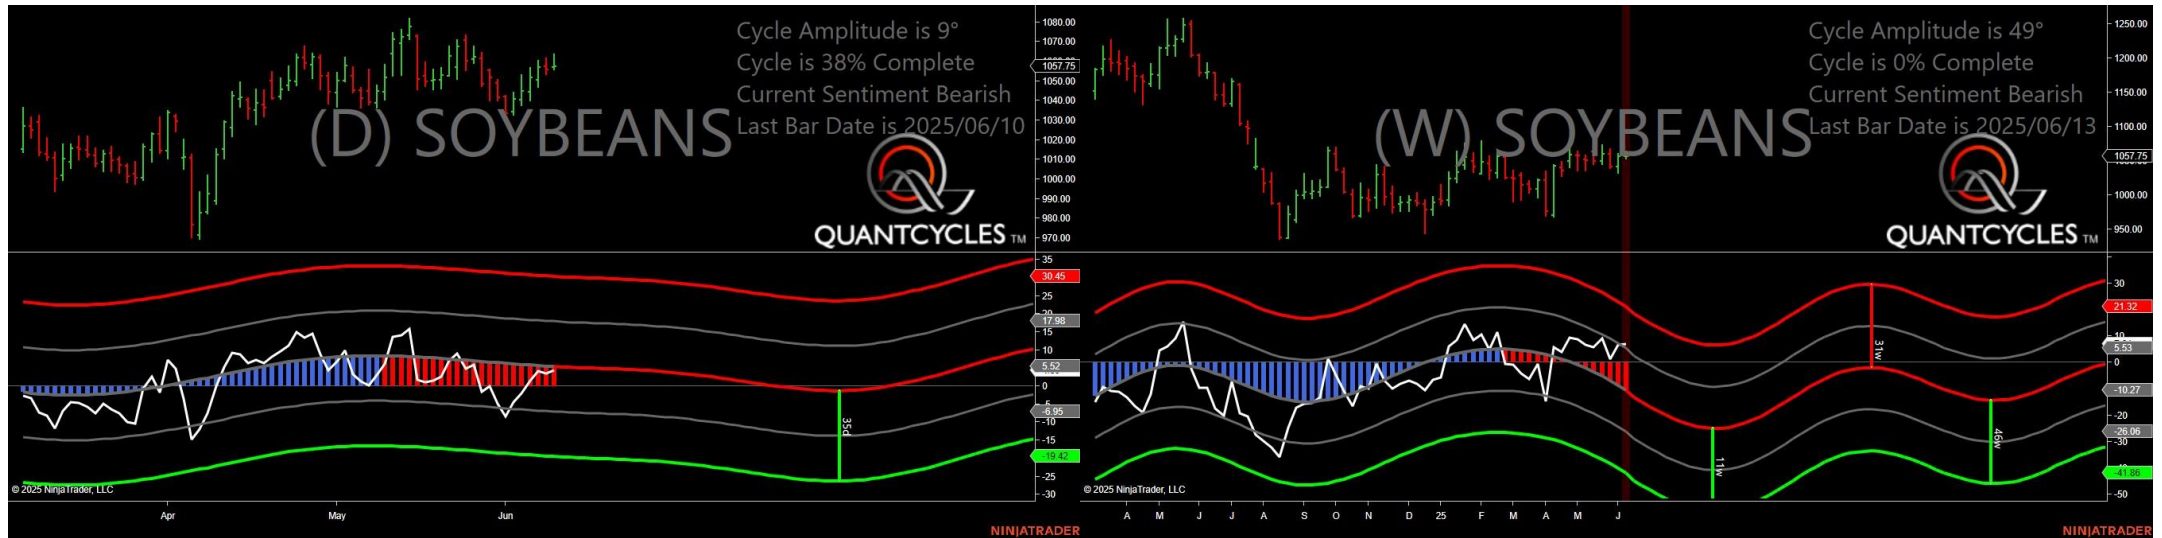 Cycle Amplitude is 9°
Cycle is 38% Complete
Current Sentiment Bearish
Last Bar Date is 2025/06/10
(D) SOYBEANS
QUANTCYCLES TM
1080.00
1070.00
1057.75
1050.00
1040.00
1030.00
1020.00
1010.00
1000.00
990.00
980.00
970.00
35
30.45
25
17.98
15
10
5.52
0
-6.95
-10
-15
-19.42
-25
-30
35d
© 2025 NinjaTrader, LLC
Apr
May
Jun
NINJATRADER
Cycle Amplitude is 49°
Cycle is 0% Complete
Current Sentiment Bearish
Last Bar Date is 2025/06/13
(W) SOYBEANS
QUANTCYCLES TM
1250.00
1200.00
1150.00
1100.00
1057.75
1000.00
950.00
30
21.32
10
5.53
0
-10.27
-20
-26.06
-30
-41.86
-50
31w
11w
46w
© 2025 NinjaTrader, LLC
A M J J A S O N D 25 F M A M J
NINJATRADER